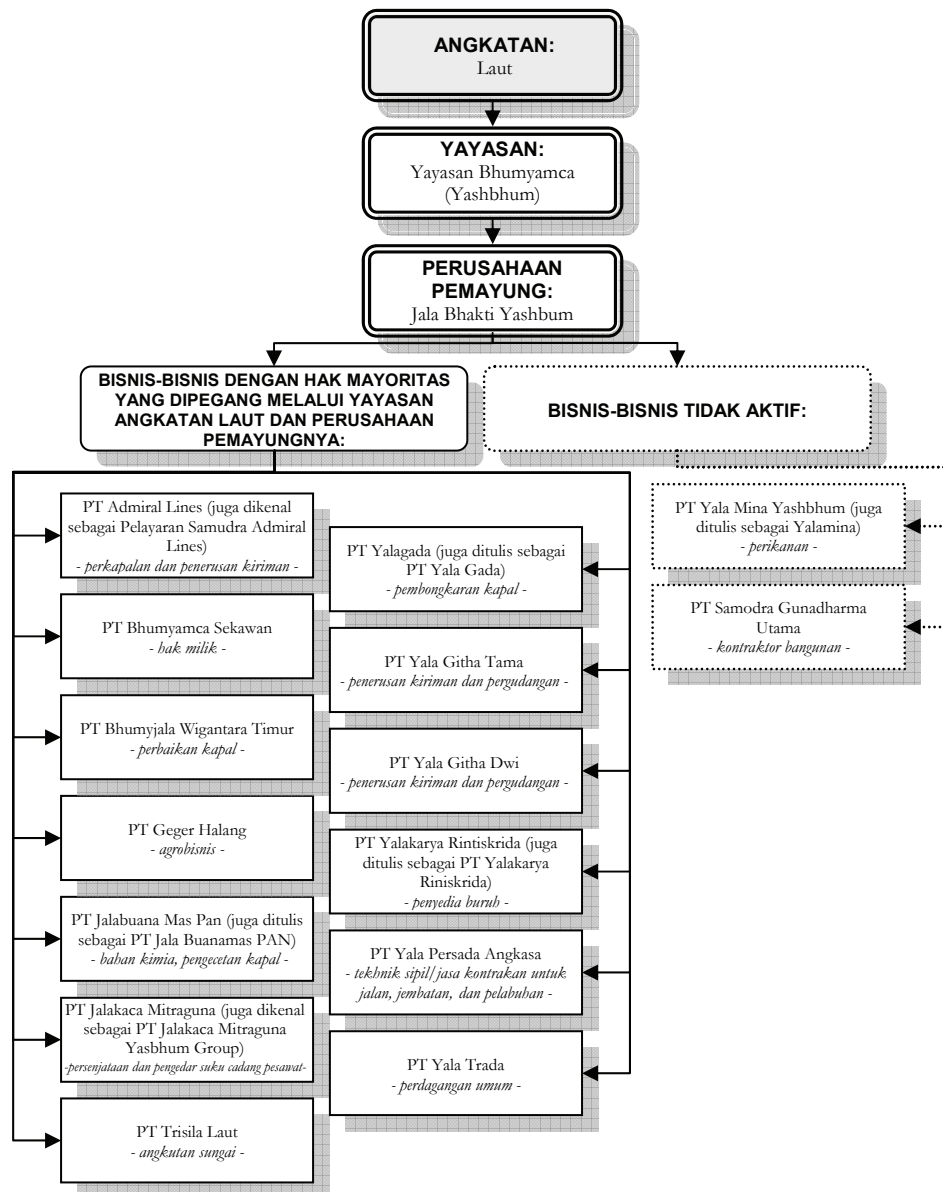 ANGKATAN:
Laut
YAYASAN:
Yayasan Bhumyamca
(Yashbhum)
PERUSAHAAN
PEMAYUNG:
Jala Bhakti Yashbum
BISNIS-BISNIS DENGAN HAK MAYORITAS
YANG DIPEGANG MELALUI YAYASAN
ANGKATAN LAUT DAN PERUSAHAAN
PEMAYUNGNYA:
BISNIS-BISNIS TIDAK AKTIF:
PT Admiral Lines (juga dikenal
sebagai Pelayaran Samudra Admiral
Lines)
- perkapalan dan penerusan kiriman -
PT Bhumyamca Sekawan
- hak milik -
PT Bhumyjala Wigantara Timur
- perbaikan kapal -
PT Geger Halang
- agrobisnis -
PT Jalabuana Mas Pan (juga ditulis
sebagai PT Jala Buanamas PAN)
- bahan kimia, pengecetan kapal -
PT Jalakaca Mitraguna (juga dikenal
sebagai PT Jalakaca Mitraguna
Yasbhum Group)
-persenjataan dan pengedar suku cadang pesawat-
PT Trisila Laut
- angkutan sungai -
PT Yalagada (juga ditulis sebagai
PT Yala Gada)
- pembongkaran kapal -
PT Yala Githa Tama
- penerusan kiriman dan pergudangan -
PT Yala Githa Dwi
- penerusan kiriman dan pergudangan -
PT Yalakarya Rintiskrida (juga
ditulis sebagai PT Yalakarya
Riniskrida)
- penyedia buruh -
PT Yala Persada Angkasa
- tekhnik sipil/jasa kontrakan untuk
jalan, jembatan, dan pelabuhan -
PT Yala Trada
- perdagangan umum -
PT Yala Mina Yashbhum (juga
ditulis sebagai Yalamina)
- perikanan -
PT Samodra Gunadharma
Utama
- kontraktor bangunan -